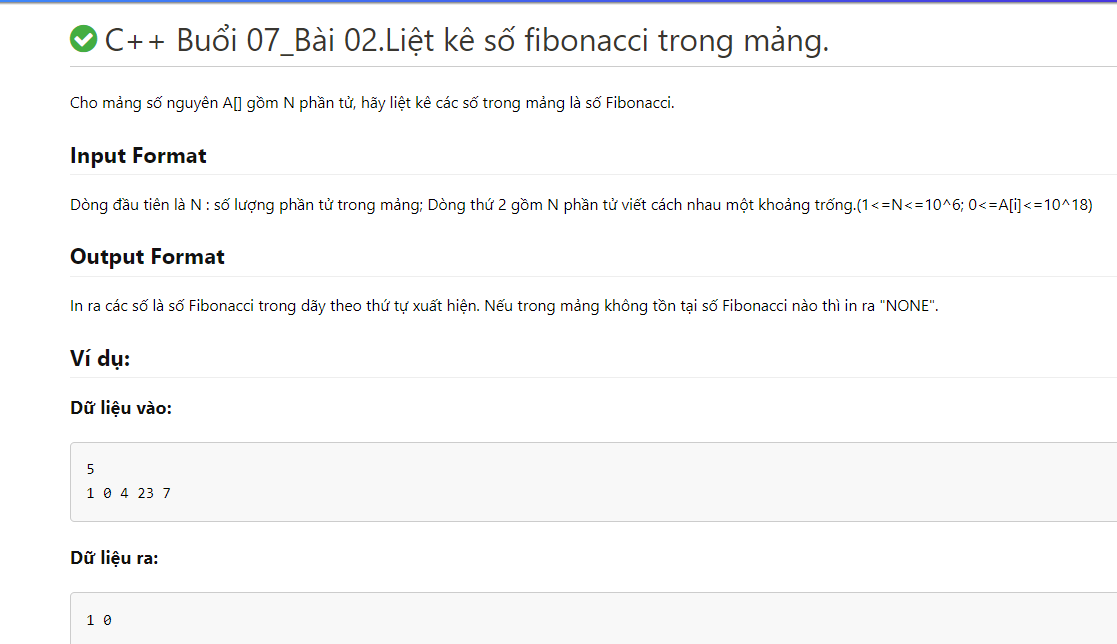 C++ Buổi 07_Bài 02.Liệt kê số fibonacci trong mảng.
Cho mảng số nguyên A[] gồm N phần tử, hãy liệt kê các số trong mảng là số Fibonacci.
Input Format
Dòng đầu tiên là N : số lượng phần tử trong mảng; Dòng thứ 2 gồm N phần tử viết cách nhau một khoảng trống.(1<=N<=10^6; 0<=A[i]<=10^18)
Output Format
In ra các số là số Fibonacci trong dãy theo thứ tự xuất hiện. Nếu trong mảng không tồn tại số Fibonacci nào thì in ra "NONE".
Ví dụ:
Dữ liệu vào:
5
1 0 4 23 7
Dữ liệu ra:
1 0